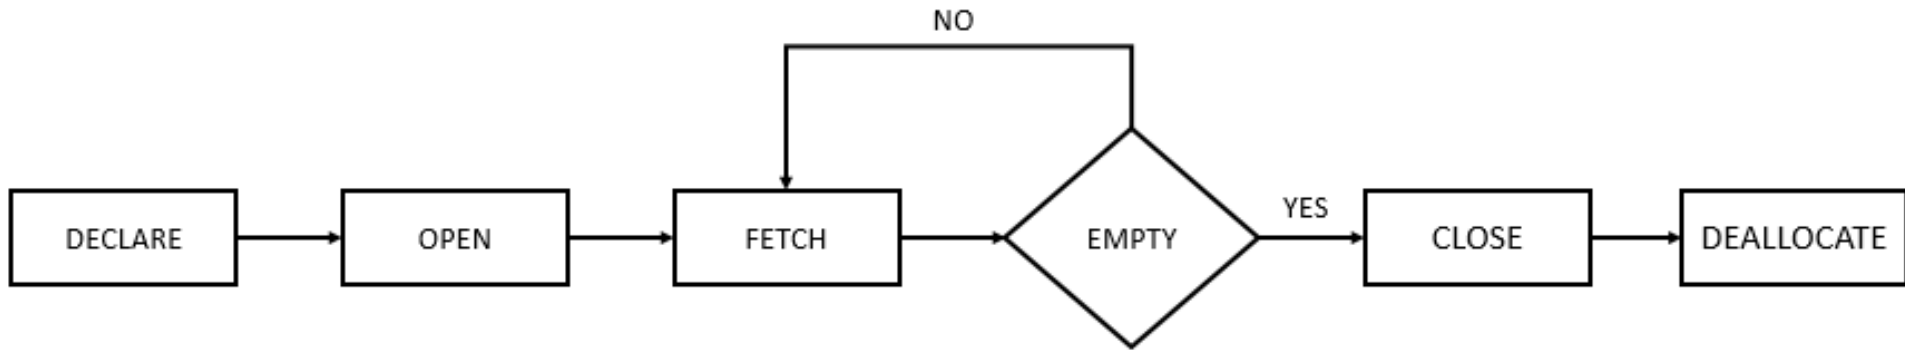 NO
DECLARE
OPEN
FETCH
EMPTY
YES
CLOSE
DEALLOCATE